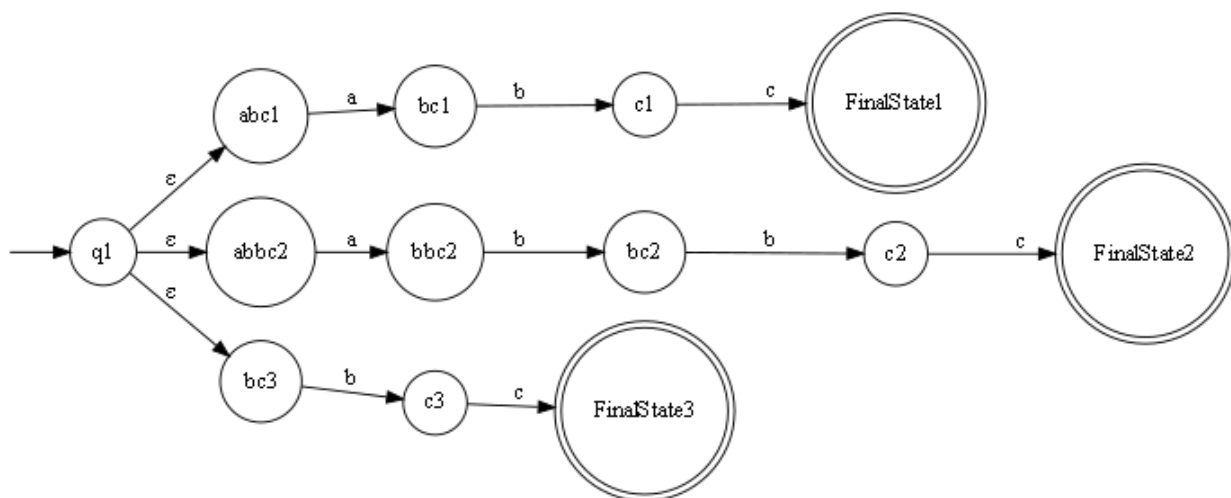 abc1 a bc1 b c1 c FinalState1
ε
q1 ε abbc2 a bbc2 b bc2 b c2 c FinalState2
ε
bc3 b c3 c FinalState3